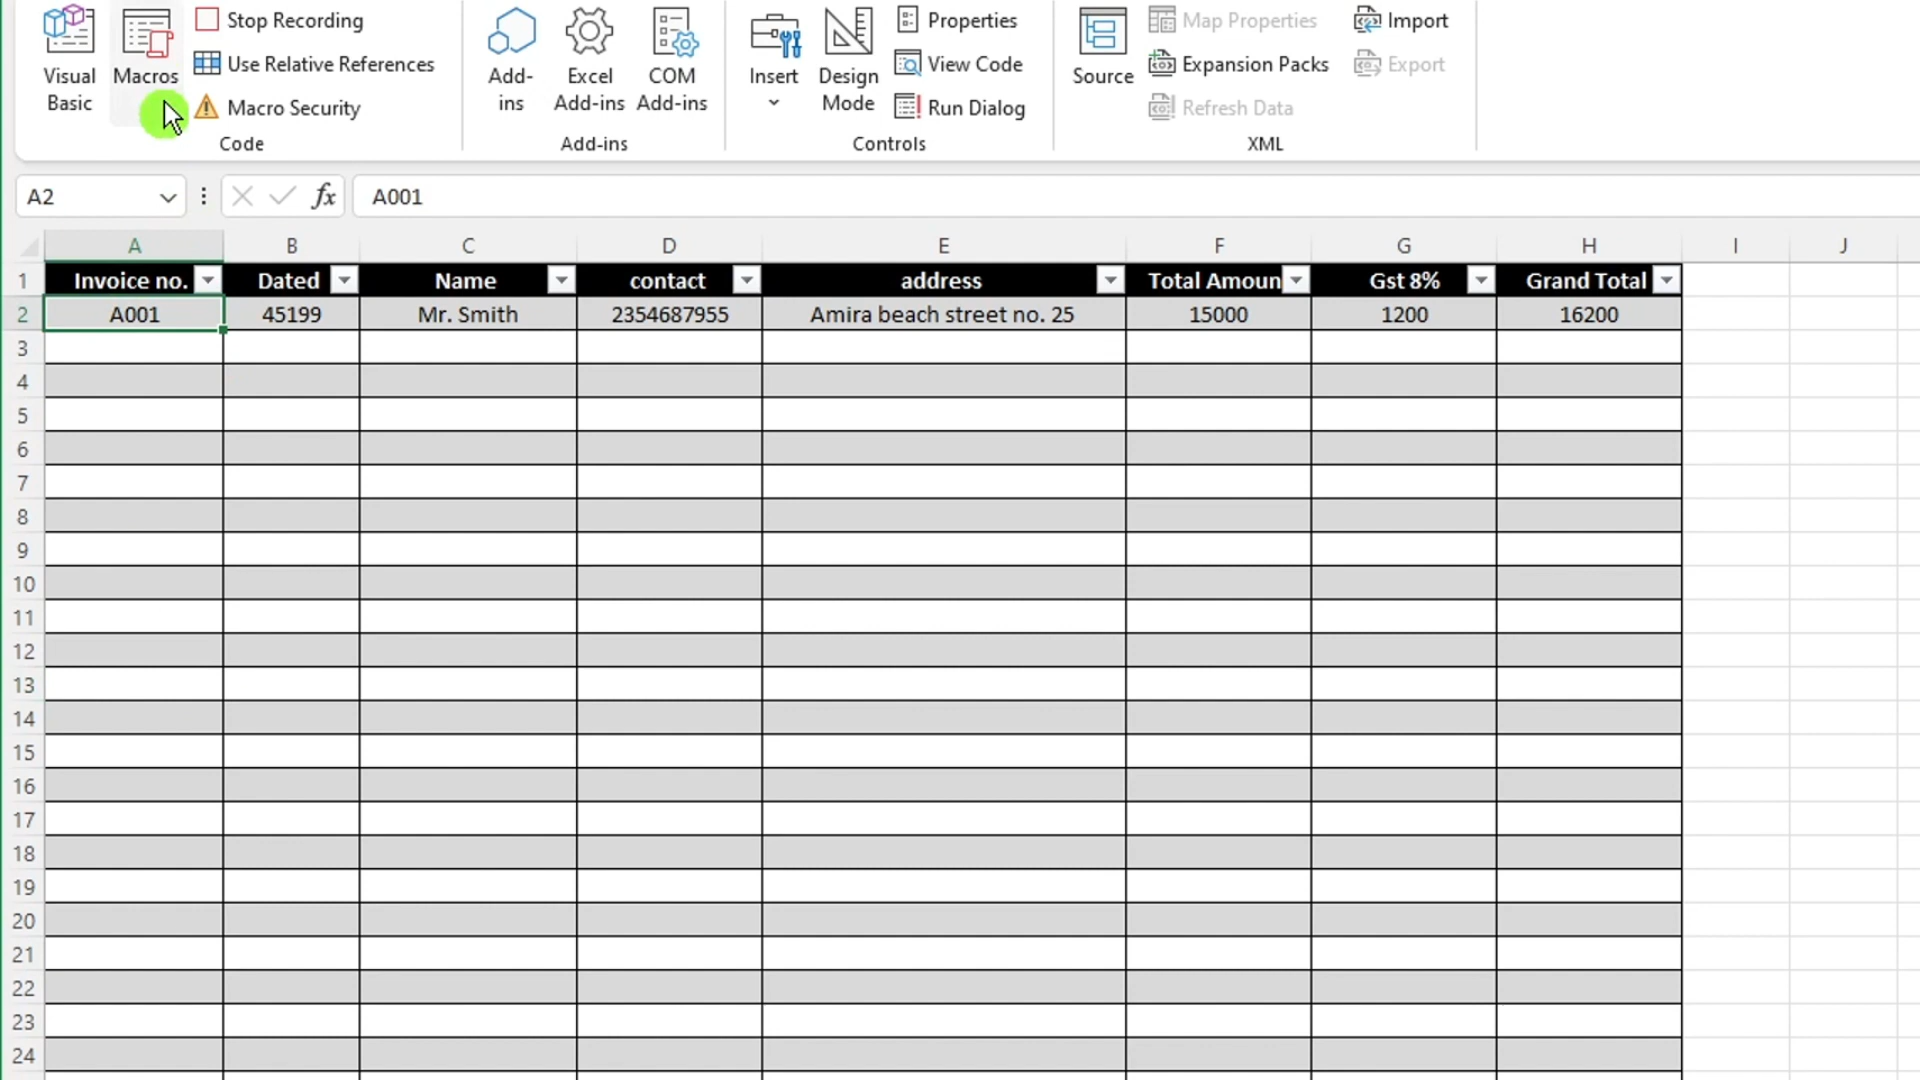 Visual Basic
Macros
Stop Recording
Use Relative References
Macro Security
Code
Add-ins
Excel Add-ins
COM Add-ins
Add-ins
Insert
Design Mode
Properties
View Code
Run Dialog
Controls
Source
Map Properties
Expansion Packs
Refresh Data
Import
Export
XML
A2 fx A001
A B C D E F G H I J
1 Invoice no. Dated Name contact address Total Amoun Gst 8% Grand Total
2 A001 45199 Mr. Smith 2354687955 Amira beach street no. 25 15000 1200 16200
3
4
5
6
7
8
9
10
11
12
13
14
15
16
17
18
19
20
21
22
23
24